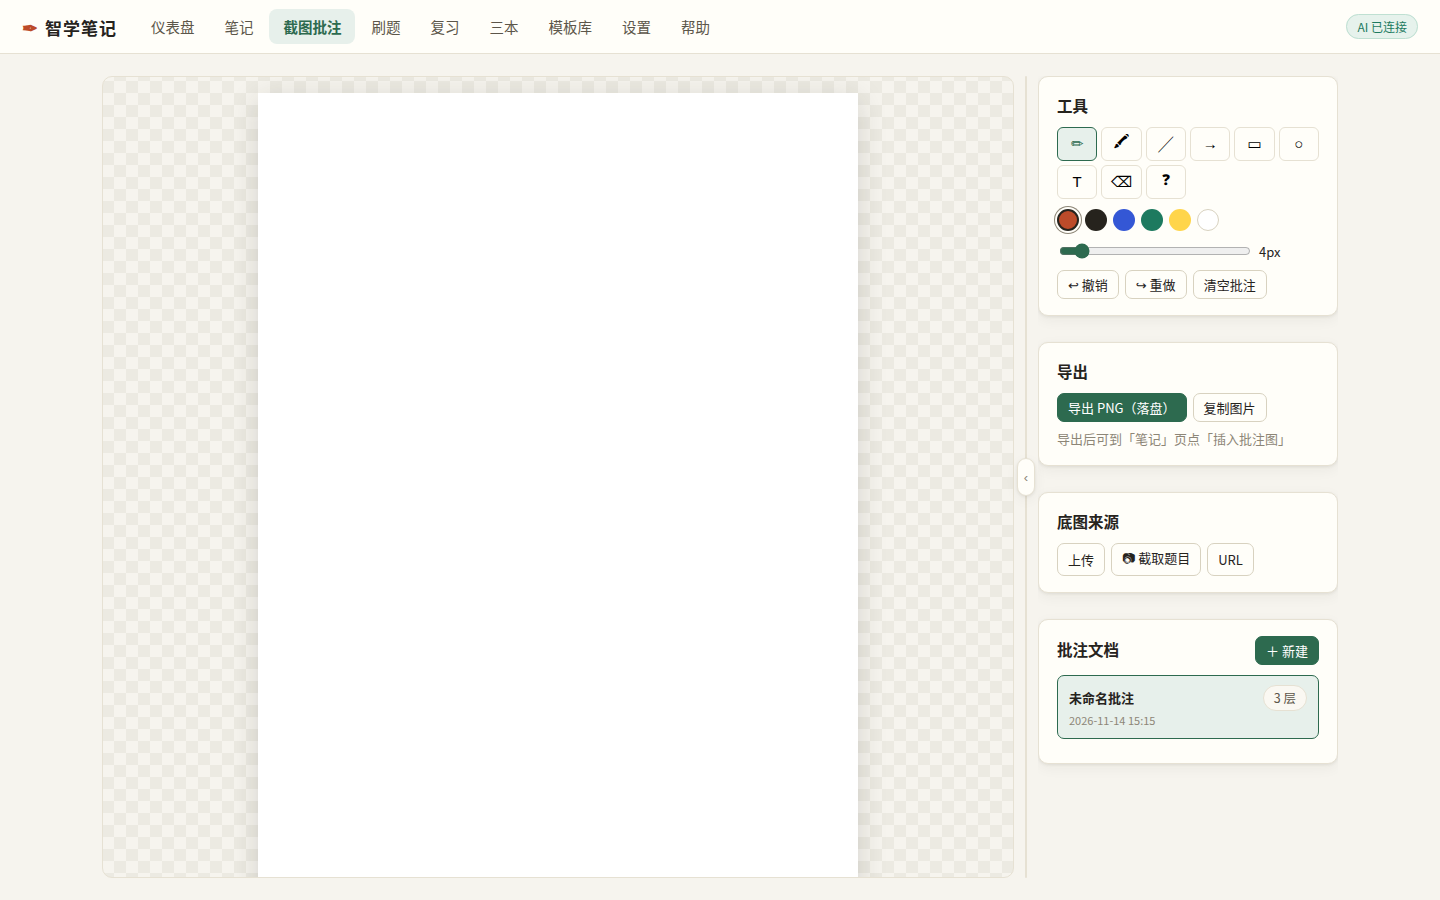 ✒ 智学笔记 仪表盘 笔记 截图批注 刷题 复习 三本 模板库 设置 帮助 AI 已连接
工具
T ⌫ ?
4px
↩ 撤销 ↪ 重做 清空批注
导出
导出 PNG（落盘） 复制图片
导出后可到「笔记」页点「插入批注图」
‹
底图来源
上传 📷 截取题目 URL
批注文档 ＋ 新建
未命名批注 3 层
2026-11-14 15:15